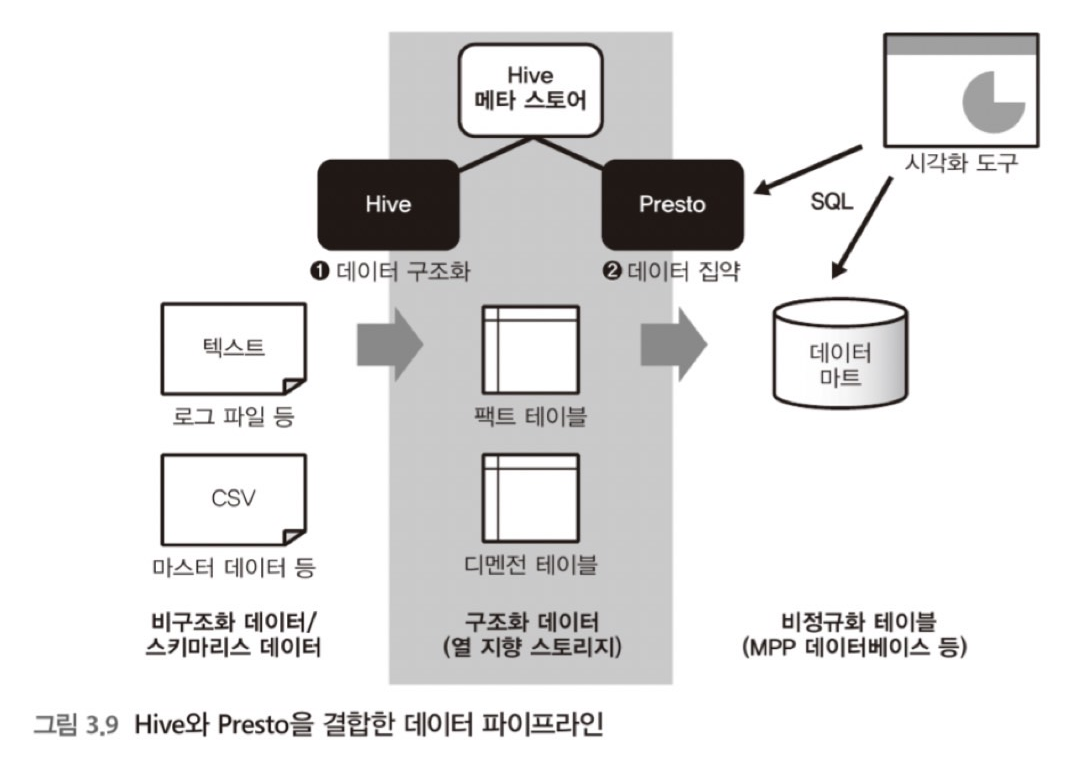 Hive
메타 스토어
Hive
Presto
시각화 도구
SQL
❶ 데이터 구조화
❷ 데이터 집약
텍스트
로그 파일 등
팩트 테이블
데이터
마트
CSV
마스터 데이터 등
디멘전 테이블
비구조화 데이터/
스키마리스 데이터
구조화 데이터
(열 지향 스토리지)
비정규화 테이블
(MPP 데이터베이스 등)
그림 3.9 Hive와 Presto을 결합한 데이터 파이프라인